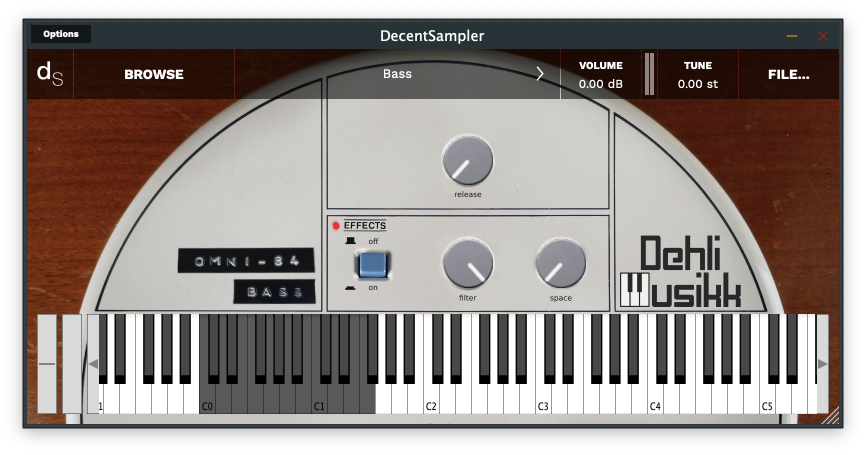 Options
DecentSampler
ds
BROWSE
Bass
VOLUME
0.00 dB
TUNE
0.00 st
FILE...
release
EFFECTS
off
on
filter
space
OMNI-84
BASS
Dehli
Musikk
1
C0
C1
C2
C3
C4
C5